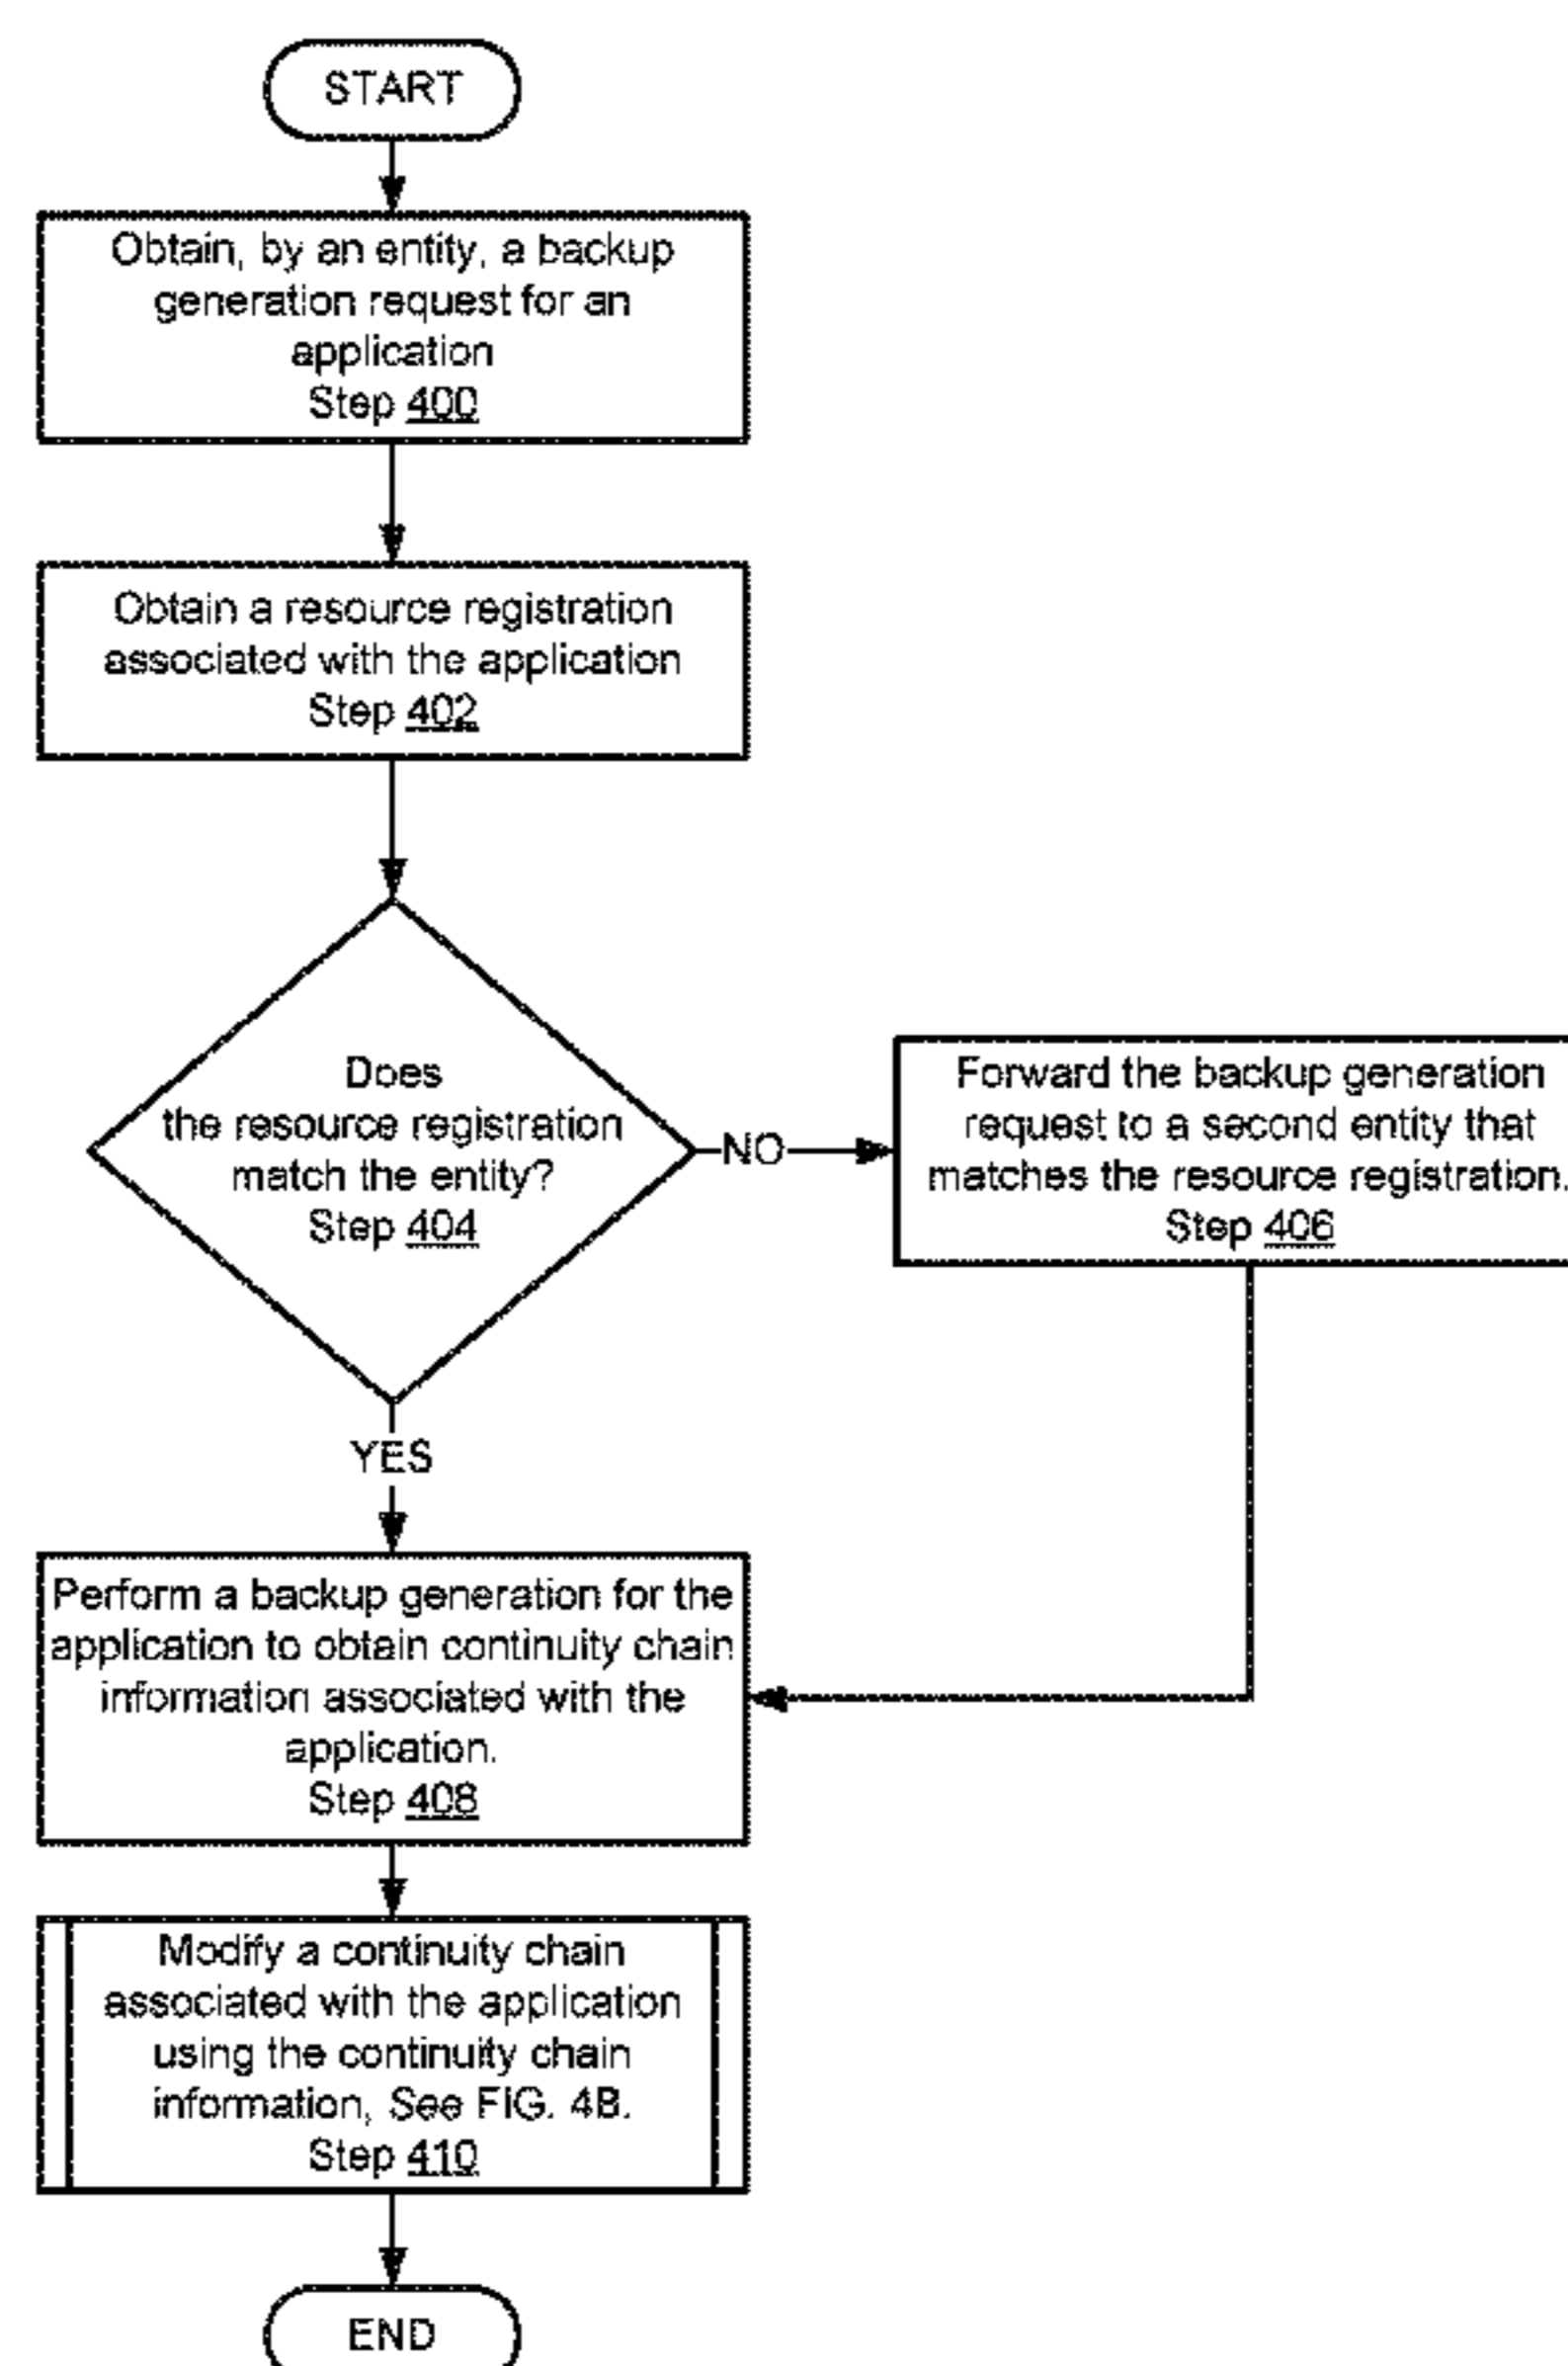 START
Obtain, by an entity, a backup
generation request for an
application
Step 400
Obtain a resource registration
associated with the application
Step 402
Does
the resource registration
match the entity?
Step 404
NO
Forward the backup generation
request to a second entity that
matches the resource registration.
Step 406
YES
Perform a backup generation for the
application to obtain continuity chain
information associated with the
application.
Step 408
Modify a continuity chain
associated with the application
using the continuity chain
information, See FIG. 4B.
Step 410
END